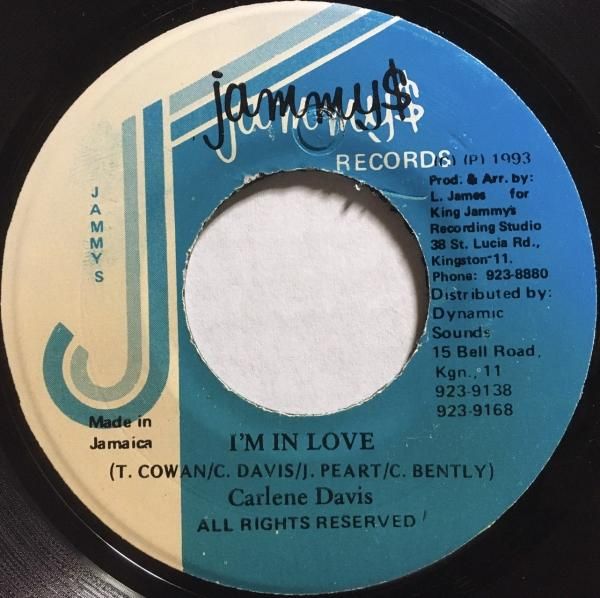 jammy$
RECORDS
(C) (P) 1993
Prod. & Arr. by:
L. James for
King Jammy's
Recording Studio
38 St. Lucia Rd.,
Kingston 11.
Phone: 923-8880
Distributed by:
Dynamic
Sounds
15 Bell Road,
Kgn., 11
923-9138
923-9168
JAMMYS
Made in
Jamaica
I'M IN LOVE
(T. COWAN/C. DAVIS/J. PEART/C. BENTLY)
Carlene Davis
ALL RIGHTS RESERVED